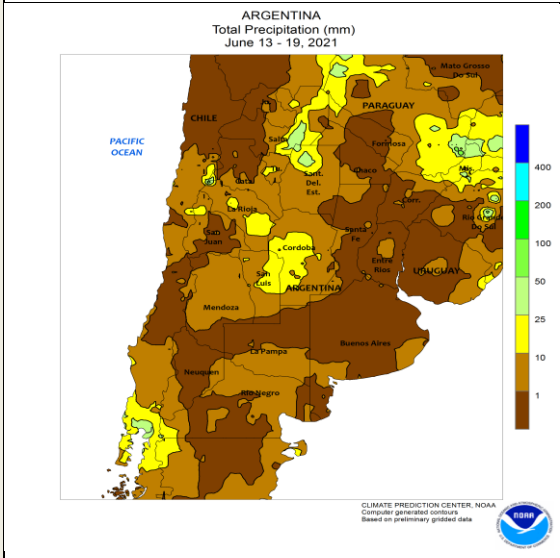 ARGENTINA
Total Precipitation (mm)
June 13 - 19, 2021
Mato Grosso
Do Sul
PARAGUAY
CHILE
PACIFIC
OCEAN
Salta
Formosa
Chaco
Sant.
Del.
Est.
Cata.
Mis.
La Rioja
Corr.
Rio Grande
Do Sul
San
Juan
Santa
Fe
Cordoba
Entre
Rios
URUGUAY
San
Luis
ARGENTINA
Mendoza
Buenos Aires
La Pampa
Neuquen
Rio Negro
400
200
100
50
25
10
1
CLIMATE PREDICTION CENTER, NOAA
Computer generated contours
Based on preliminary gridded data
NOAA